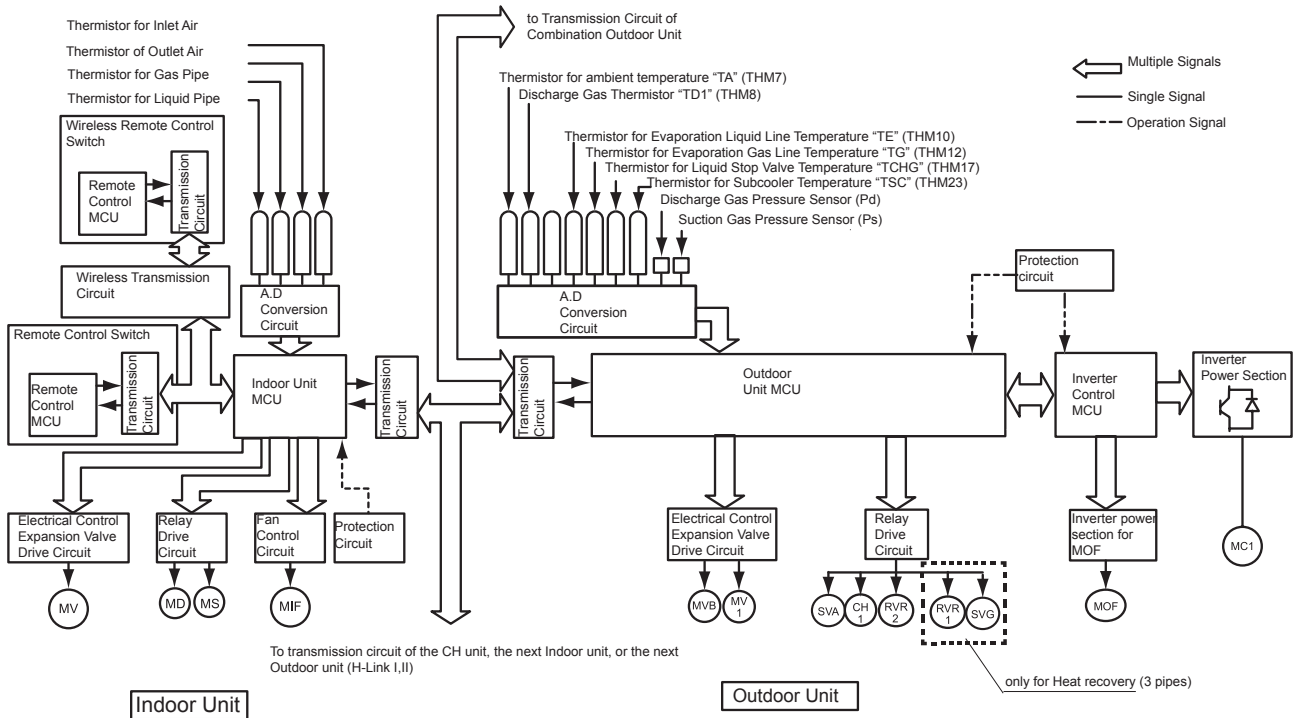 Thermistor for Inlet Air
Thermistor of Outlet Air
Thermistor for Gas Pipe
Thermistor for Liquid Pipe
to Transmission Circuit of
Combination Outdoor Unit
Thermistor for ambient temperature “TA” (THM7)
Discharge Gas Thermistor “TD1” (THM8)
Thermistor for Evaporation Liquid Line Temperature “TE” (THM10)
Thermistor for Evaporation Gas Line Temperature “TG” (THM12)
Thermistor for Liquid Stop Valve Temperature “TCHG” (THM17)
Thermistor for Subcooler Temperature “TSC” (THM23)
Discharge Gas Pressure Sensor (Pd)
Suction Gas Pressure Sensor (Ps)
Multiple Signals
Single Signal
Operation Signal
Wireless Remote Control
Switch
Remote
Control
MCU
Transmission
Circuit
Wireless Transmission
Circuit
A.D
Conversion
Circuit
A.D
Conversion
Circuit
Protection
circuit
Remote Control Switch
Remote
Control
MCU
Transmission
Circuit
Indoor Unit
MCU
Transmission
Circuit
Transmission
Circuit
Outdoor
Unit MCU
Inverter
Control
MCU
Inverter
Power Section
Electrical Control
Expansion Valve
Drive Circuit
Relay
Drive
Circuit
Fan
Control
Circuit
Protection
Circuit
Electrical Control
Expansion Valve
Drive Circuit
Relay
Drive
Circuit
Inverter power
section for
MOF
MC1
MV
MD
MS
MIF
MVB
MV
1
SVA
CH
1
RVR
2
RVR
1
SVG
MOF
To transmission circuit of the CH unit, the next Indoor unit, or the next
Outdoor unit (H-Link I,II)
only for Heat recovery (3 pipes)
Indoor Unit
Outdoor Unit